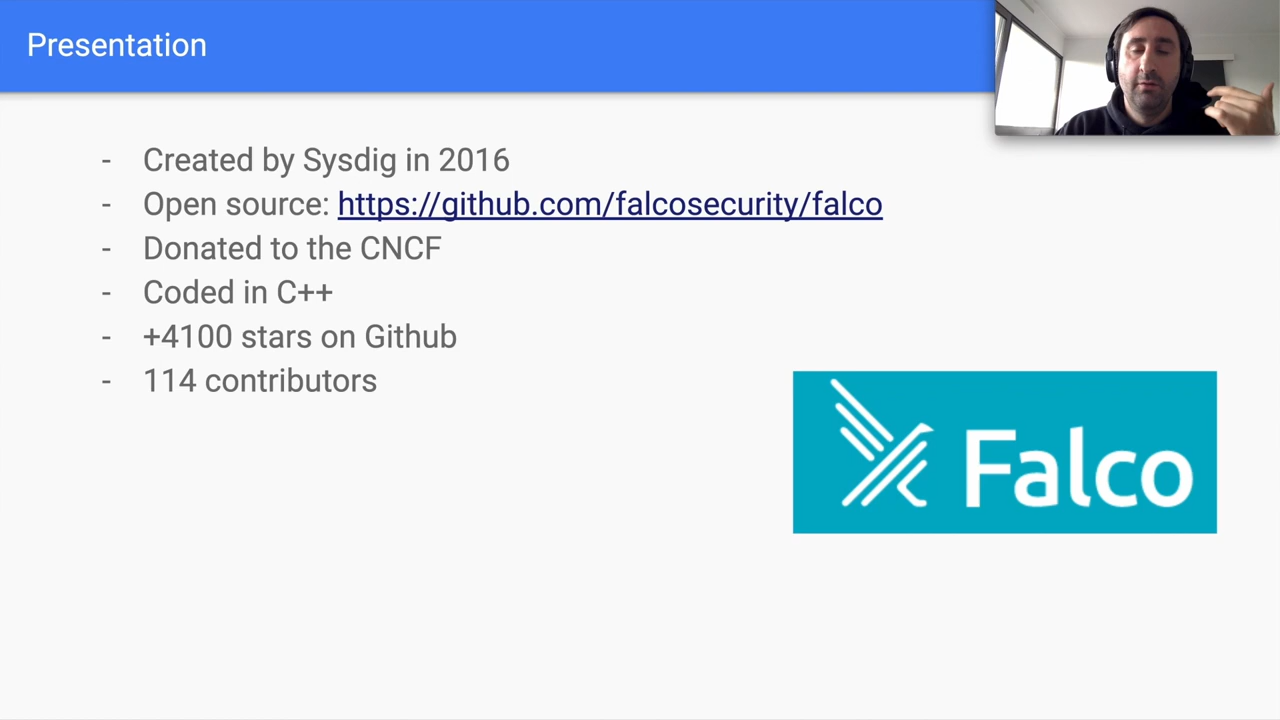 Presentation
- Created by Sysdig in 2016
- Open source: https://github.com/falcosecurity/falco
- Donated to the CNCF
- Coded in C++
- +4100 stars on Github
- 114 contributors
Falco